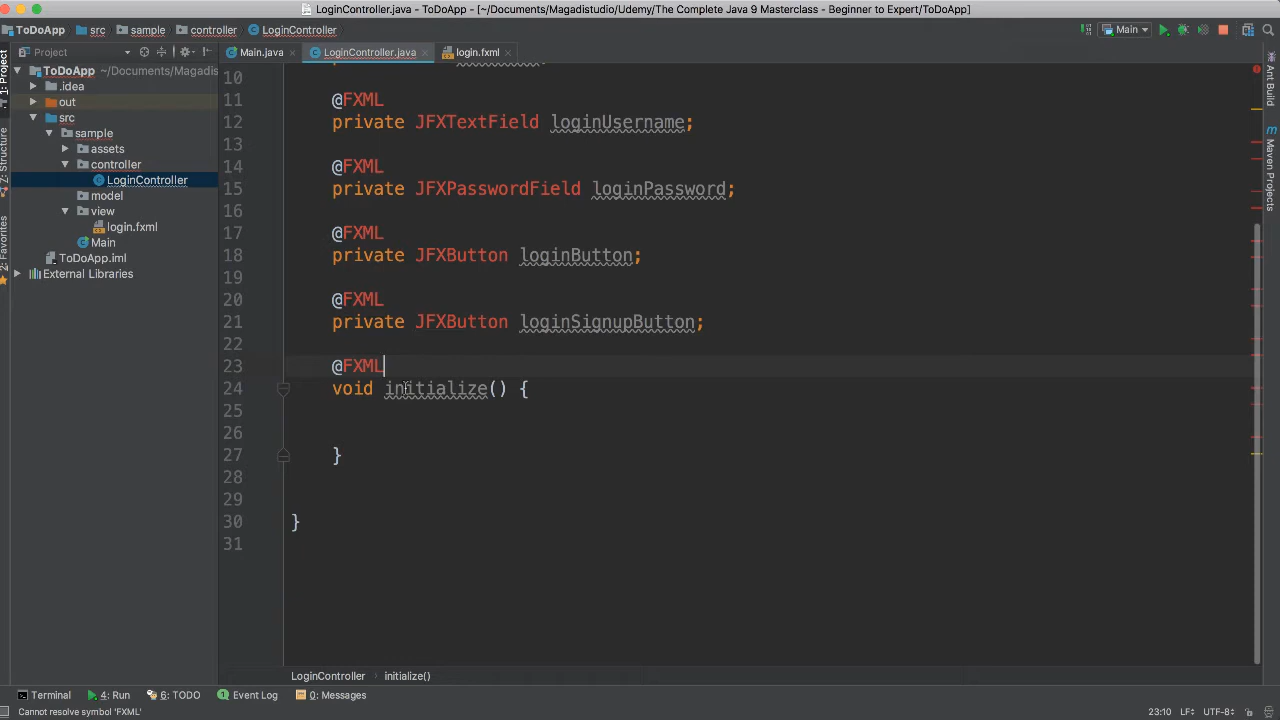 LoginController.java - ToDoApp - [~/Documents/Magadistudio/Udemy/The Complete Java 9 Masterclass - Beginner to Expert/ToDoApp]
ToDoApp src sample controller LoginController Main
Project Main.java LoginController.java login.fxml
ToDoApp ~/Documents/Magadis
.idea
out
src
sample
assets
controller
LoginController
model
view
login.fxml
Main
ToDoApp.iml
External Libraries
1: Project
7: Structure
2: Favorites
10
11 @FXML
12 private JFXTextField loginUsername;
13
14 @FXML
15 private JFXPasswordField loginPassword;
16
17 @FXML
18 private JFXButton loginButton;
19
20 @FXML
21 private JFXButton loginSignupButton;
22
23 @FXML
24 void initialize() {
25
26
27 }
28
29
30 }
31
Ant Build
Maven Projects
LoginController initialize()
Terminal 4: Run 6: TODO Event Log 0: Messages
Cannot resolve symbol 'FXML' 23:10 LF÷ UTF-8÷